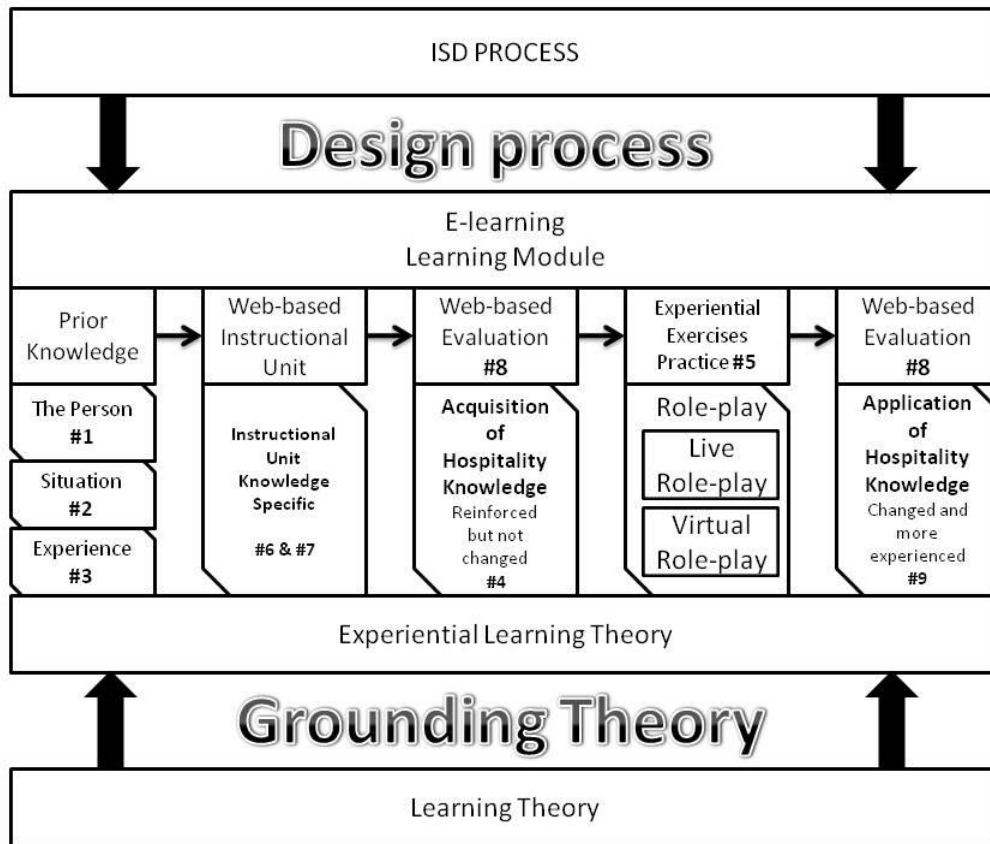 ISD PROCESS
Design process
E-learning
Learning Module
Prior
Knowledge
Web-based
Instructional
Unit
Web-based
Evaluation
#8
Experiential
Exercises
Practice #5
Web-based
Evaluation
#8
The Person
#1
Situation
#2
Experience
#3
Instructional
Unit
Knowledge
Specific
#6 & #7
Acquisition
of
Hospitality
Knowledge
Reinforced
but not
changed
#4
Role-play
Live
Role-play
Virtual
Role-play
Application
of
Hospitality
Knowledge
Changed and
more
experienced
#9
Experiential Learning Theory
Grounding Theory
Learning Theory